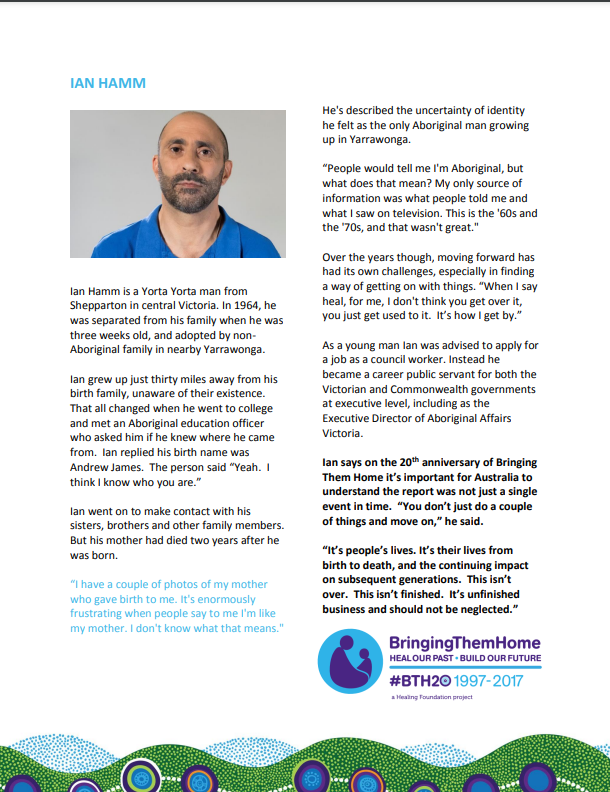 IAN HAMM
Ian Hamm is a Yorta Yorta man from
Shepparton in central Victoria. In 1964, he
was separated from his family when he was
three weeks old, and adopted by non-
Aboriginal family in nearby Yarrawonga.
Ian grew up just thirty miles away from his
birth family, unaware of their existence.
That all changed when he went to college
and met an Aboriginal education officer
who asked him if he knew where he came
from.  Ian replied his birth name was
Andrew James.  The person said “Yeah.  I
think I know who you are.”
Ian went on to make contact with his
sisters, brothers and other family members.
But his mother had died two years after he
was born.
“I have a couple of photos of my mother
who gave birth to me. It's enormously
frustrating when people say to me I'm like
my mother. I don't know what that means."
He's described the uncertainty of identity
he felt as the only Aboriginal man growing
up in Yarrawonga.
“People would tell me I'm Aboriginal, but
what does that mean? My only source of
information was what people told me and
what I saw on television. This is the '60s and
the '70s, and that wasn't great."
Over the years though, moving forward has
had its own challenges, especially in finding
a way of getting on with things. “When I say
heal, for me, I don't think you get over it,
you just get used to it.  It’s how I get by.”
As a young man Ian was advised to apply for
a job as a council worker. Instead he
became a career public servant for both the
Victorian and Commonwealth governments
at executive level, including as the
Executive Director of Aboriginal Affairs
Victoria.
Ian says on the 20th anniversary of Bringing
Them Home it’s important for Australia to
understand the report was not just a single
event in time.  “You don’t just do a couple
of things and move on,” he said.
“It’s people’s lives. It’s their lives from
birth to death, and the continuing impact
on subsequent generations.  This isn’t
over.  This isn’t finished.  It’s unfinished
business and should not be neglected.”
BringingThemHome
HEAL OUR PAST • BUILD OUR FUTURE
#BTH20 1997-2017
a Healing Foundation project